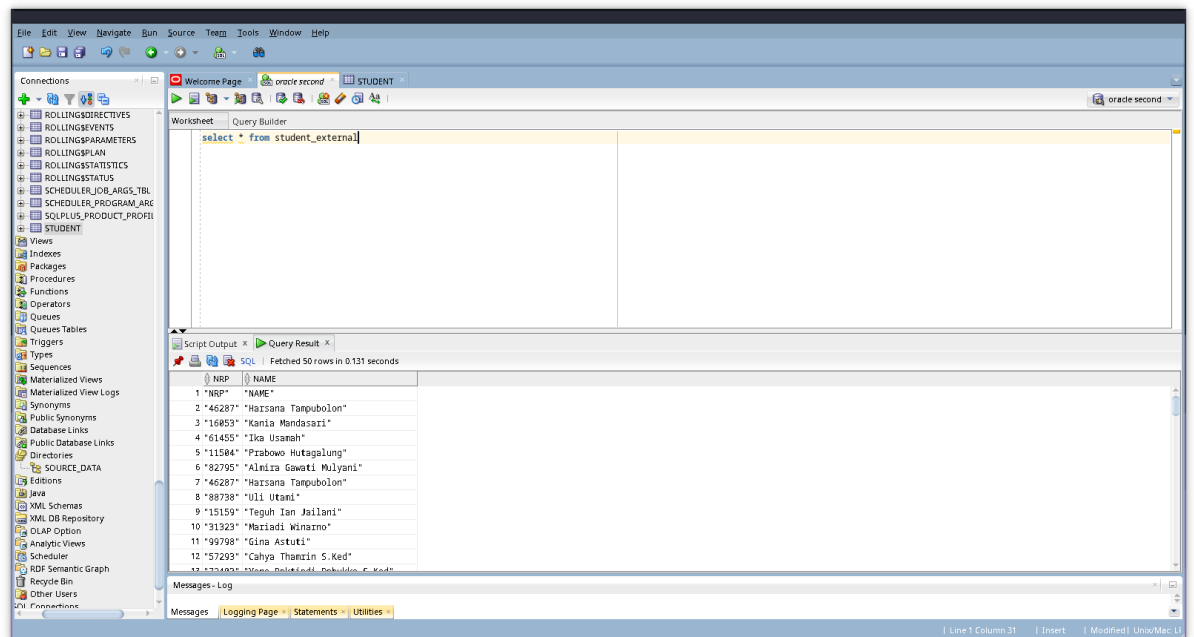 File Edit View Navigate Run Source Team Tools Window Help
Connections
Welcome Page
oracle second
STUDENT
oracle second
ROLLING$DIRECTIVES
ROLLING$EVENTS
ROLLING$PARAMETERS
ROLLING$PLAN
ROLLING$STATISTICS
ROLLING$STATUS
SCHEDULER_JOB_ARGS_TBL
SCHEDULER_PROGRAM_ARG
SQLPLUS_PRODUCT_PROFIL
STUDENT
Views
Indexes
Packages
Procedures
Functions
Operators
Queues
Queues Tables
Triggers
Types
Sequences
Materialized Views
Materialized View Logs
Synonyms
Public Synonyms
Database Links
Public Database Links
Directories
SOURCE_DATA
Editions
Java
XML Schemas
XML DB Repository
OLAP Option
Analytic Views
Scheduler
RDF Semantic Graph
Recycle Bin
Other Users
Connections
Worksheet Query Builder
select * from student_external
Script Output x Query Result x
SQL | Fetched 50 rows in 0.131 seconds
NRP NAME
1 "NRP" "NAME"
2 "46287" "Harsana Tampubolon"
3 "16053" "Kania Mandasari"
4 "61455" "Ika Usamah"
5 "11504" "Prabowo Hutagalung"
6 "82795" "Almira Gawati Mulyani"
7 "46287" "Harsana Tampubolon"
8 "88738" "Uli Utami"
9 "15159" "Teguh Ian Jailani"
10 "31323" "Mariadi Winarno"
11 "99798" "Gina Astuti"
12 "57293" "Cahya Thamrin S.Ked"
Messages - Log
Messages Logging Page Statements Utilities
| Line 1 Column 31 | Insert | Modified | Unix/Mac: LF